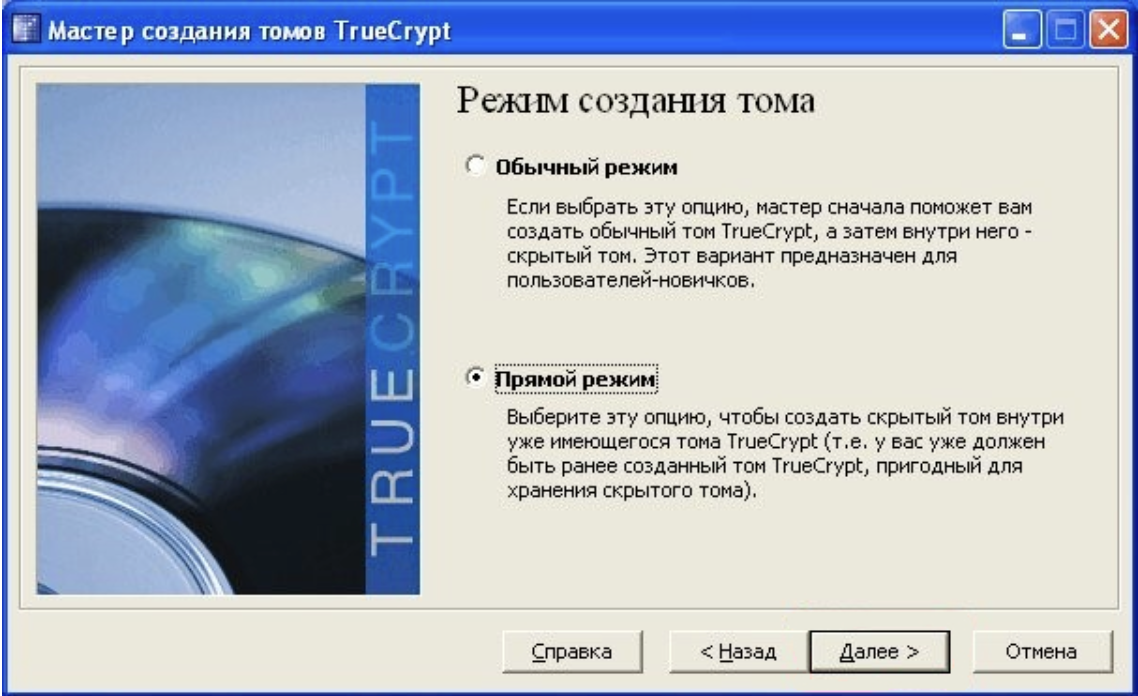 Мастер создания томов TrueCrypt
TRUECRYPT
Режим создания тома
Обычный режим
Если выбрать эту опцию, мастер сначала поможет вам
создать обычный том TrueCrypt, а затем внутри него -
скрытый том. Этот вариант предназначен для
пользователей-новичков.
Прямой режим
Выберите эту опцию, чтобы создать скрытый том внутри
уже имеющегося тома TrueCrypt (т.е. у вас уже должен
быть ранее созданный том TrueCrypt, пригодный для
хранения скрытого тома).
Справка < Назад Далее > Отмена